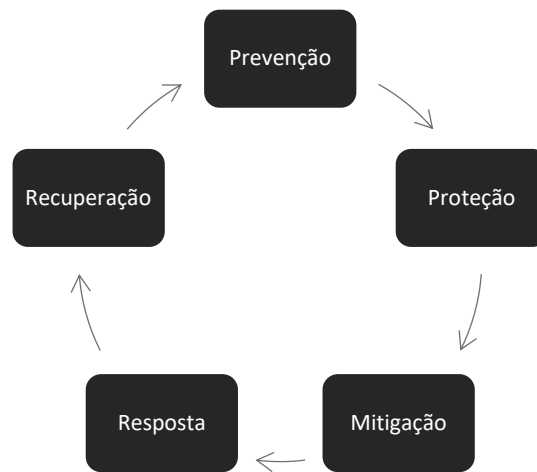 Prevenção
Proteção
Mitigação
Resposta
Recuperação